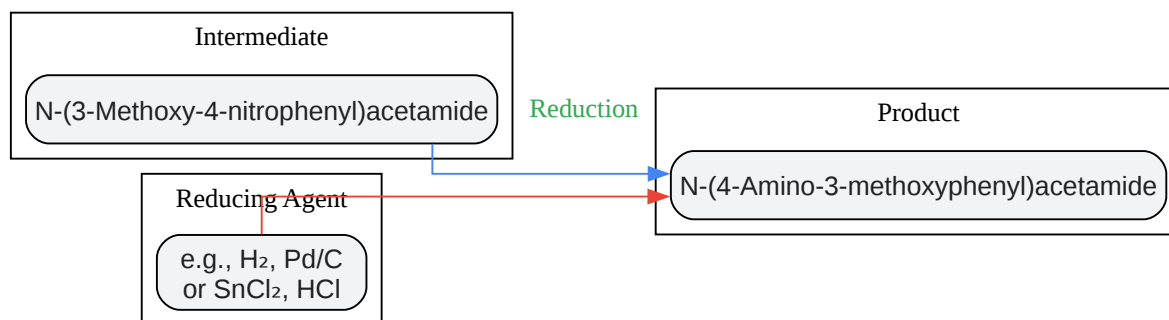 Intermediate
N-(3-Methoxy-4-nitrophenyl)acetamide
Reduction
Product
N-(4-Amino-3-methoxyphenyl)acetamide
Reducing Agent
e.g., H₂, Pd/C
or SnCl₂, HCl